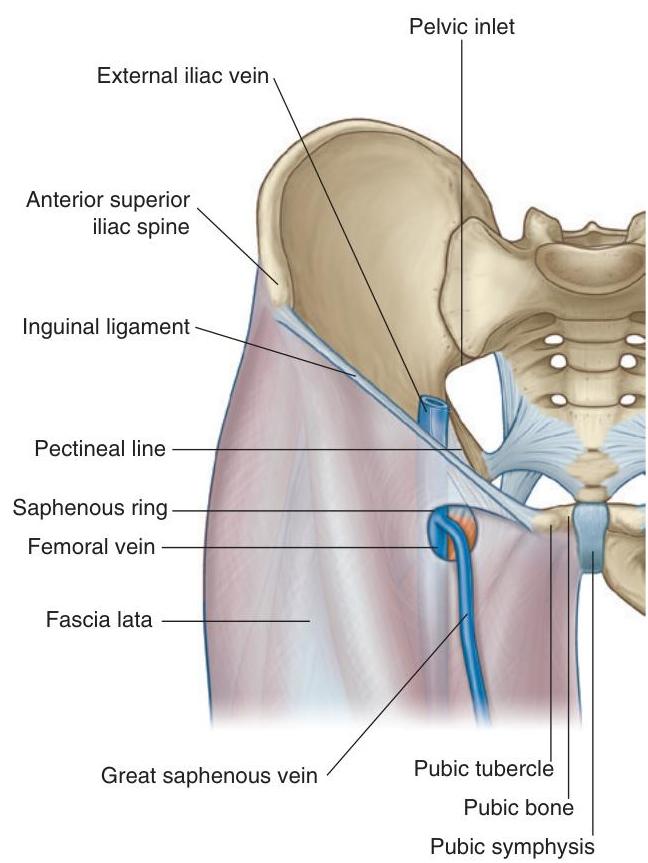 Pelvic inlet
External iliac vein
Anterior superior
iliac spine
Inguinal ligament
Pectineal line
Saphenous ring
Femoral vein
Fascia lata
Great saphenous vein
Pubic tubercle
Pubic bone
Pubic symphysis